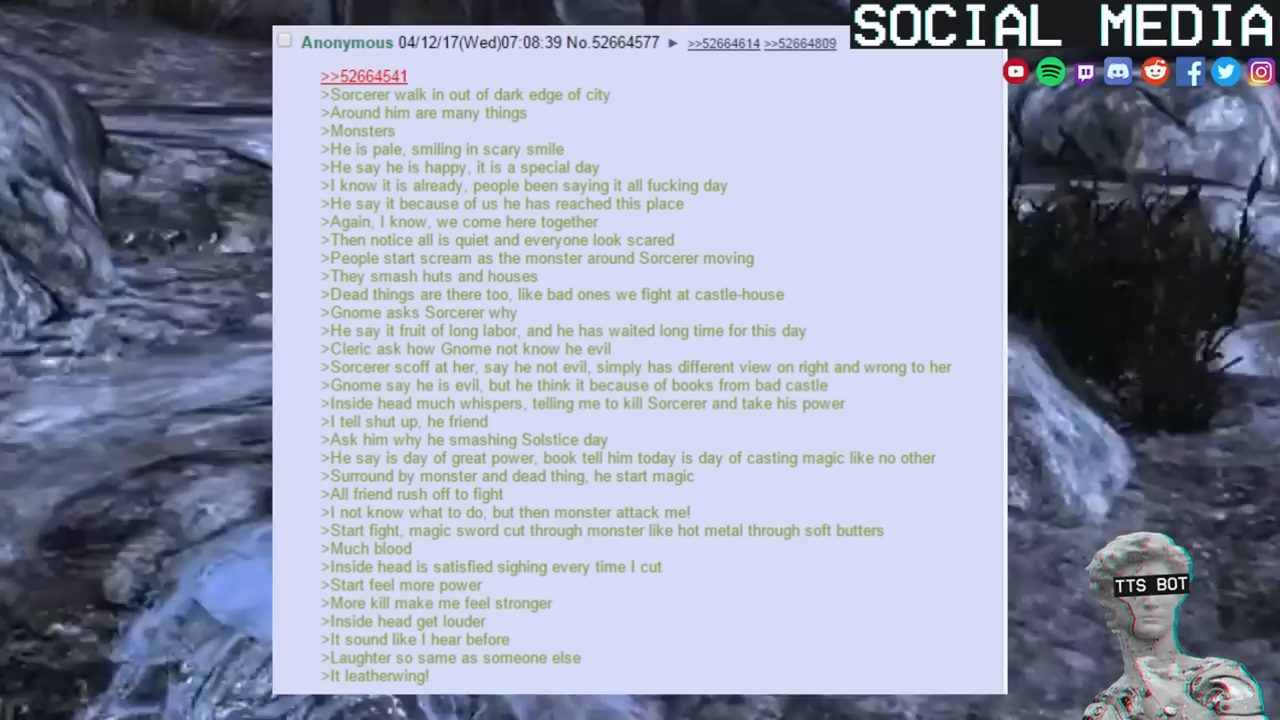 SOCIAL MEDIA
Anonymous 04/12/17(Wed)07:08:39 No.52664577 ▶ >>52664614 >>52664809
>>52664541
>Sorcerer walk in out of dark edge of city
>Around him are many things
>Monsters
>He is pale, smiling in scary smile
>He say he is happy, it is a special day
>I know it is already, people been saying it all fucking day
>He say it because of us he has reached this place
>Again, I know, we come here together
>Then notice all is quiet and everyone look scared
>People start scream as the monster around Sorcerer moving
>They smash huts and houses
>Dead things are there too, like bad ones we fight at castle-house
>Gnome asks Sorcerer why
>He say it fruit of long labor, and he has waited long time for this day
>Cleric ask how Gnome not know he evil
>Sorcerer scoff at her, say he not evil, simply has different view on right and wrong to her
>Gnome say he is evil, but he think it because of books from bad castle
>Inside head much whispers, telling me to kill Sorcerer and take his power
>I tell shut up, he friend
>Ask him why he smashing Solstice day
>He say is day of great power, book tell him today is day of casting magic like no other
>Surround by monster and dead thing, he start magic
>All friend rush off to fight
>I not know what to do, but then monster attack me!
>Start fight, magic sword cut through monster like hot metal through soft butters
>Much blood
>Inside head is satisfied sighing every time I cut
>Start feel more power
>More kill make me feel stronger
>Inside head get louder
>It sound like I hear before
>Laughter so same as someone else
>It leatherwing!
TTS BOT